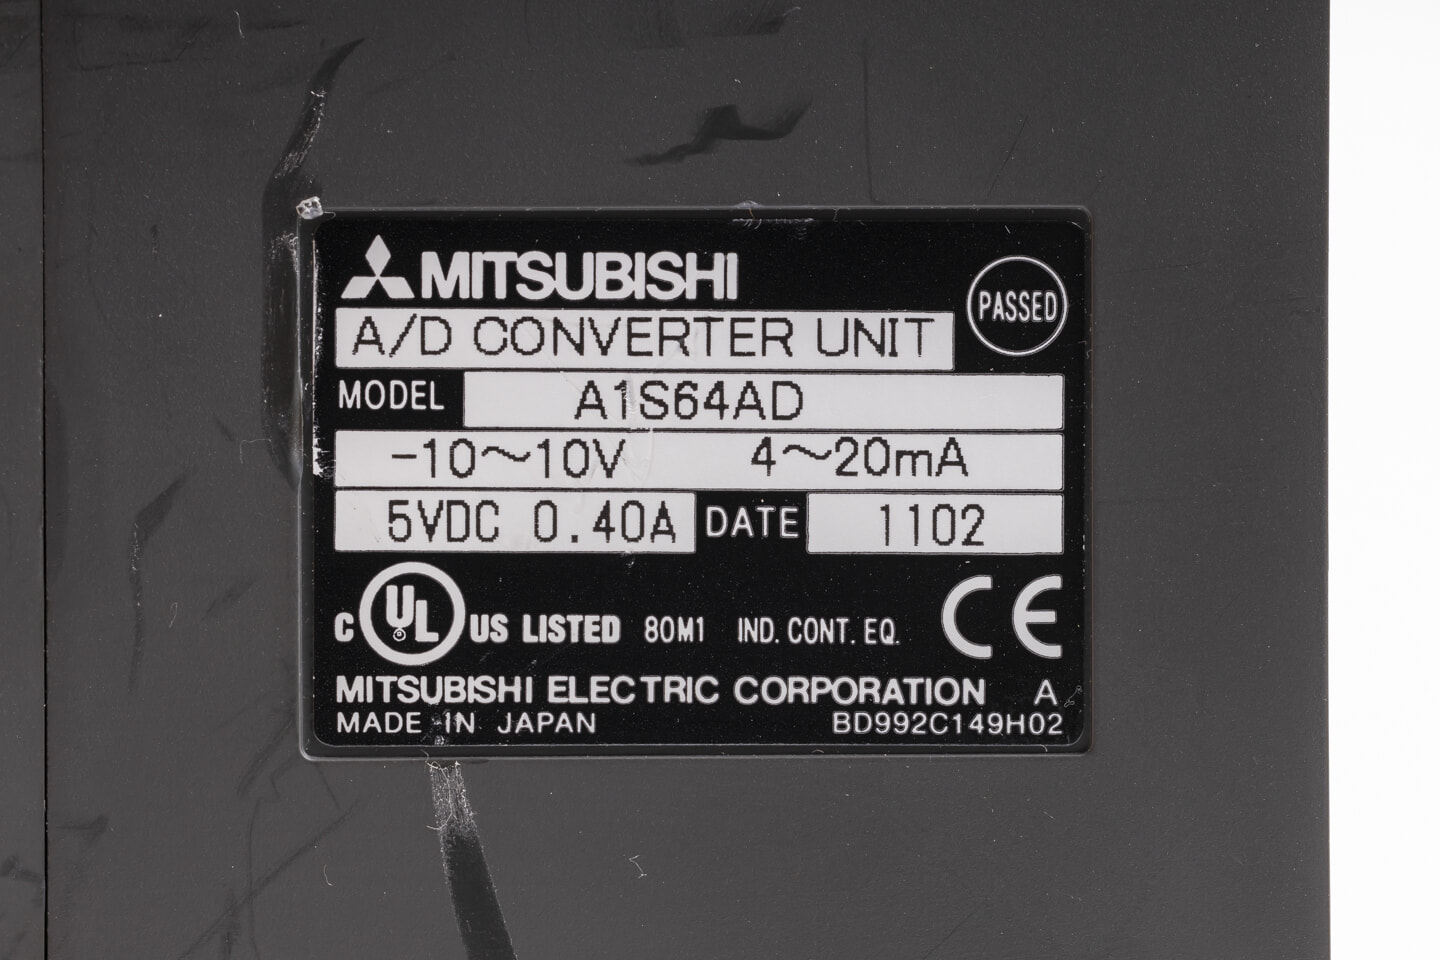 MITSUBISHI
PASSED
A/D CONVERTER UNIT
MODEL A1S64AD
-10～10V 4～20mA
5VDC 0.40A DATE 1102
C UL US LISTED 80M1 IND. CONT. EQ. CE
MITSUBISHI ELECTRIC CORPORATION A
MADE IN JAPAN BD992C149H02